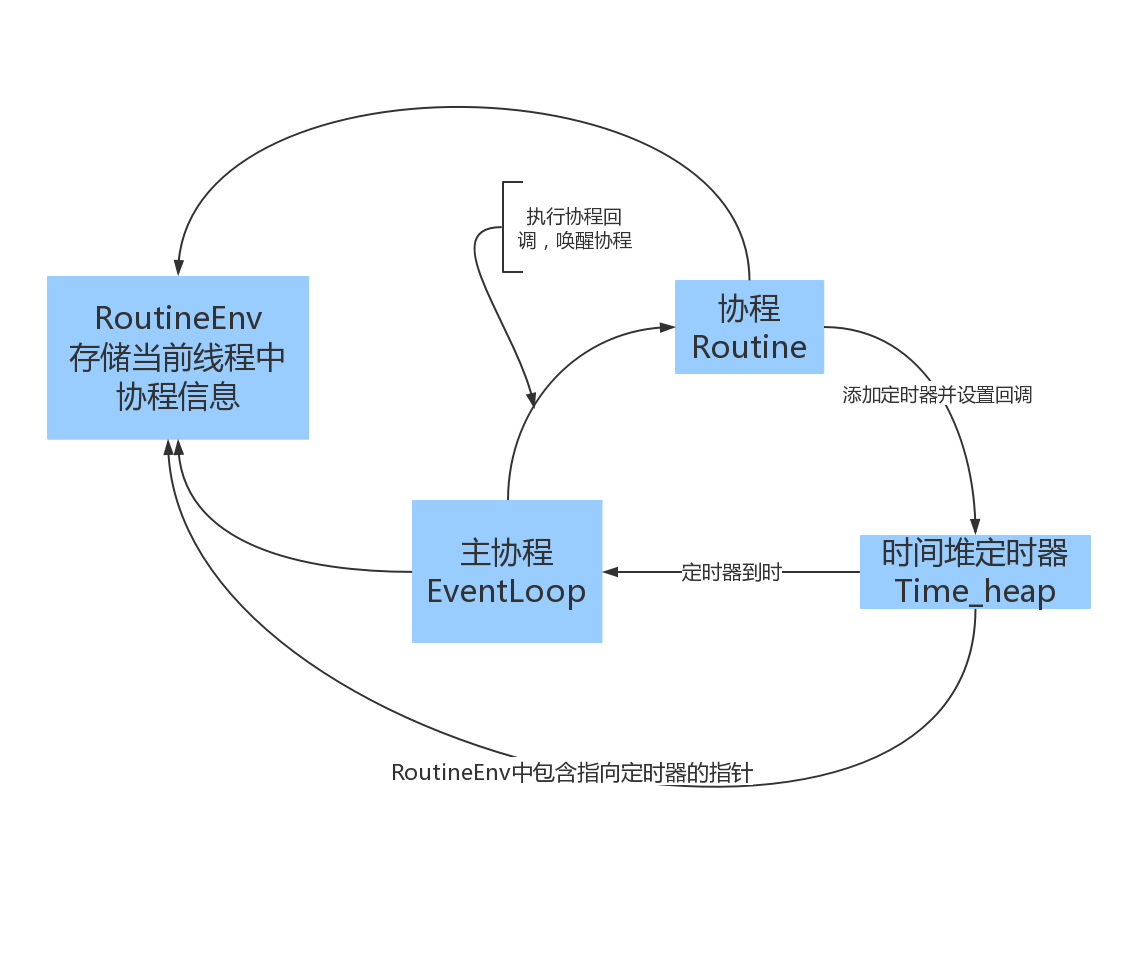 执行协程回
调，唤醒协程
RoutineEnv
存储当前线程中
协程信息
协程
Routine
添加定时器并设置回调
主协程
EventLoop
定时器到时
时间堆定时器
Time_heap
RoutineEnv中包含指向定时器的指针